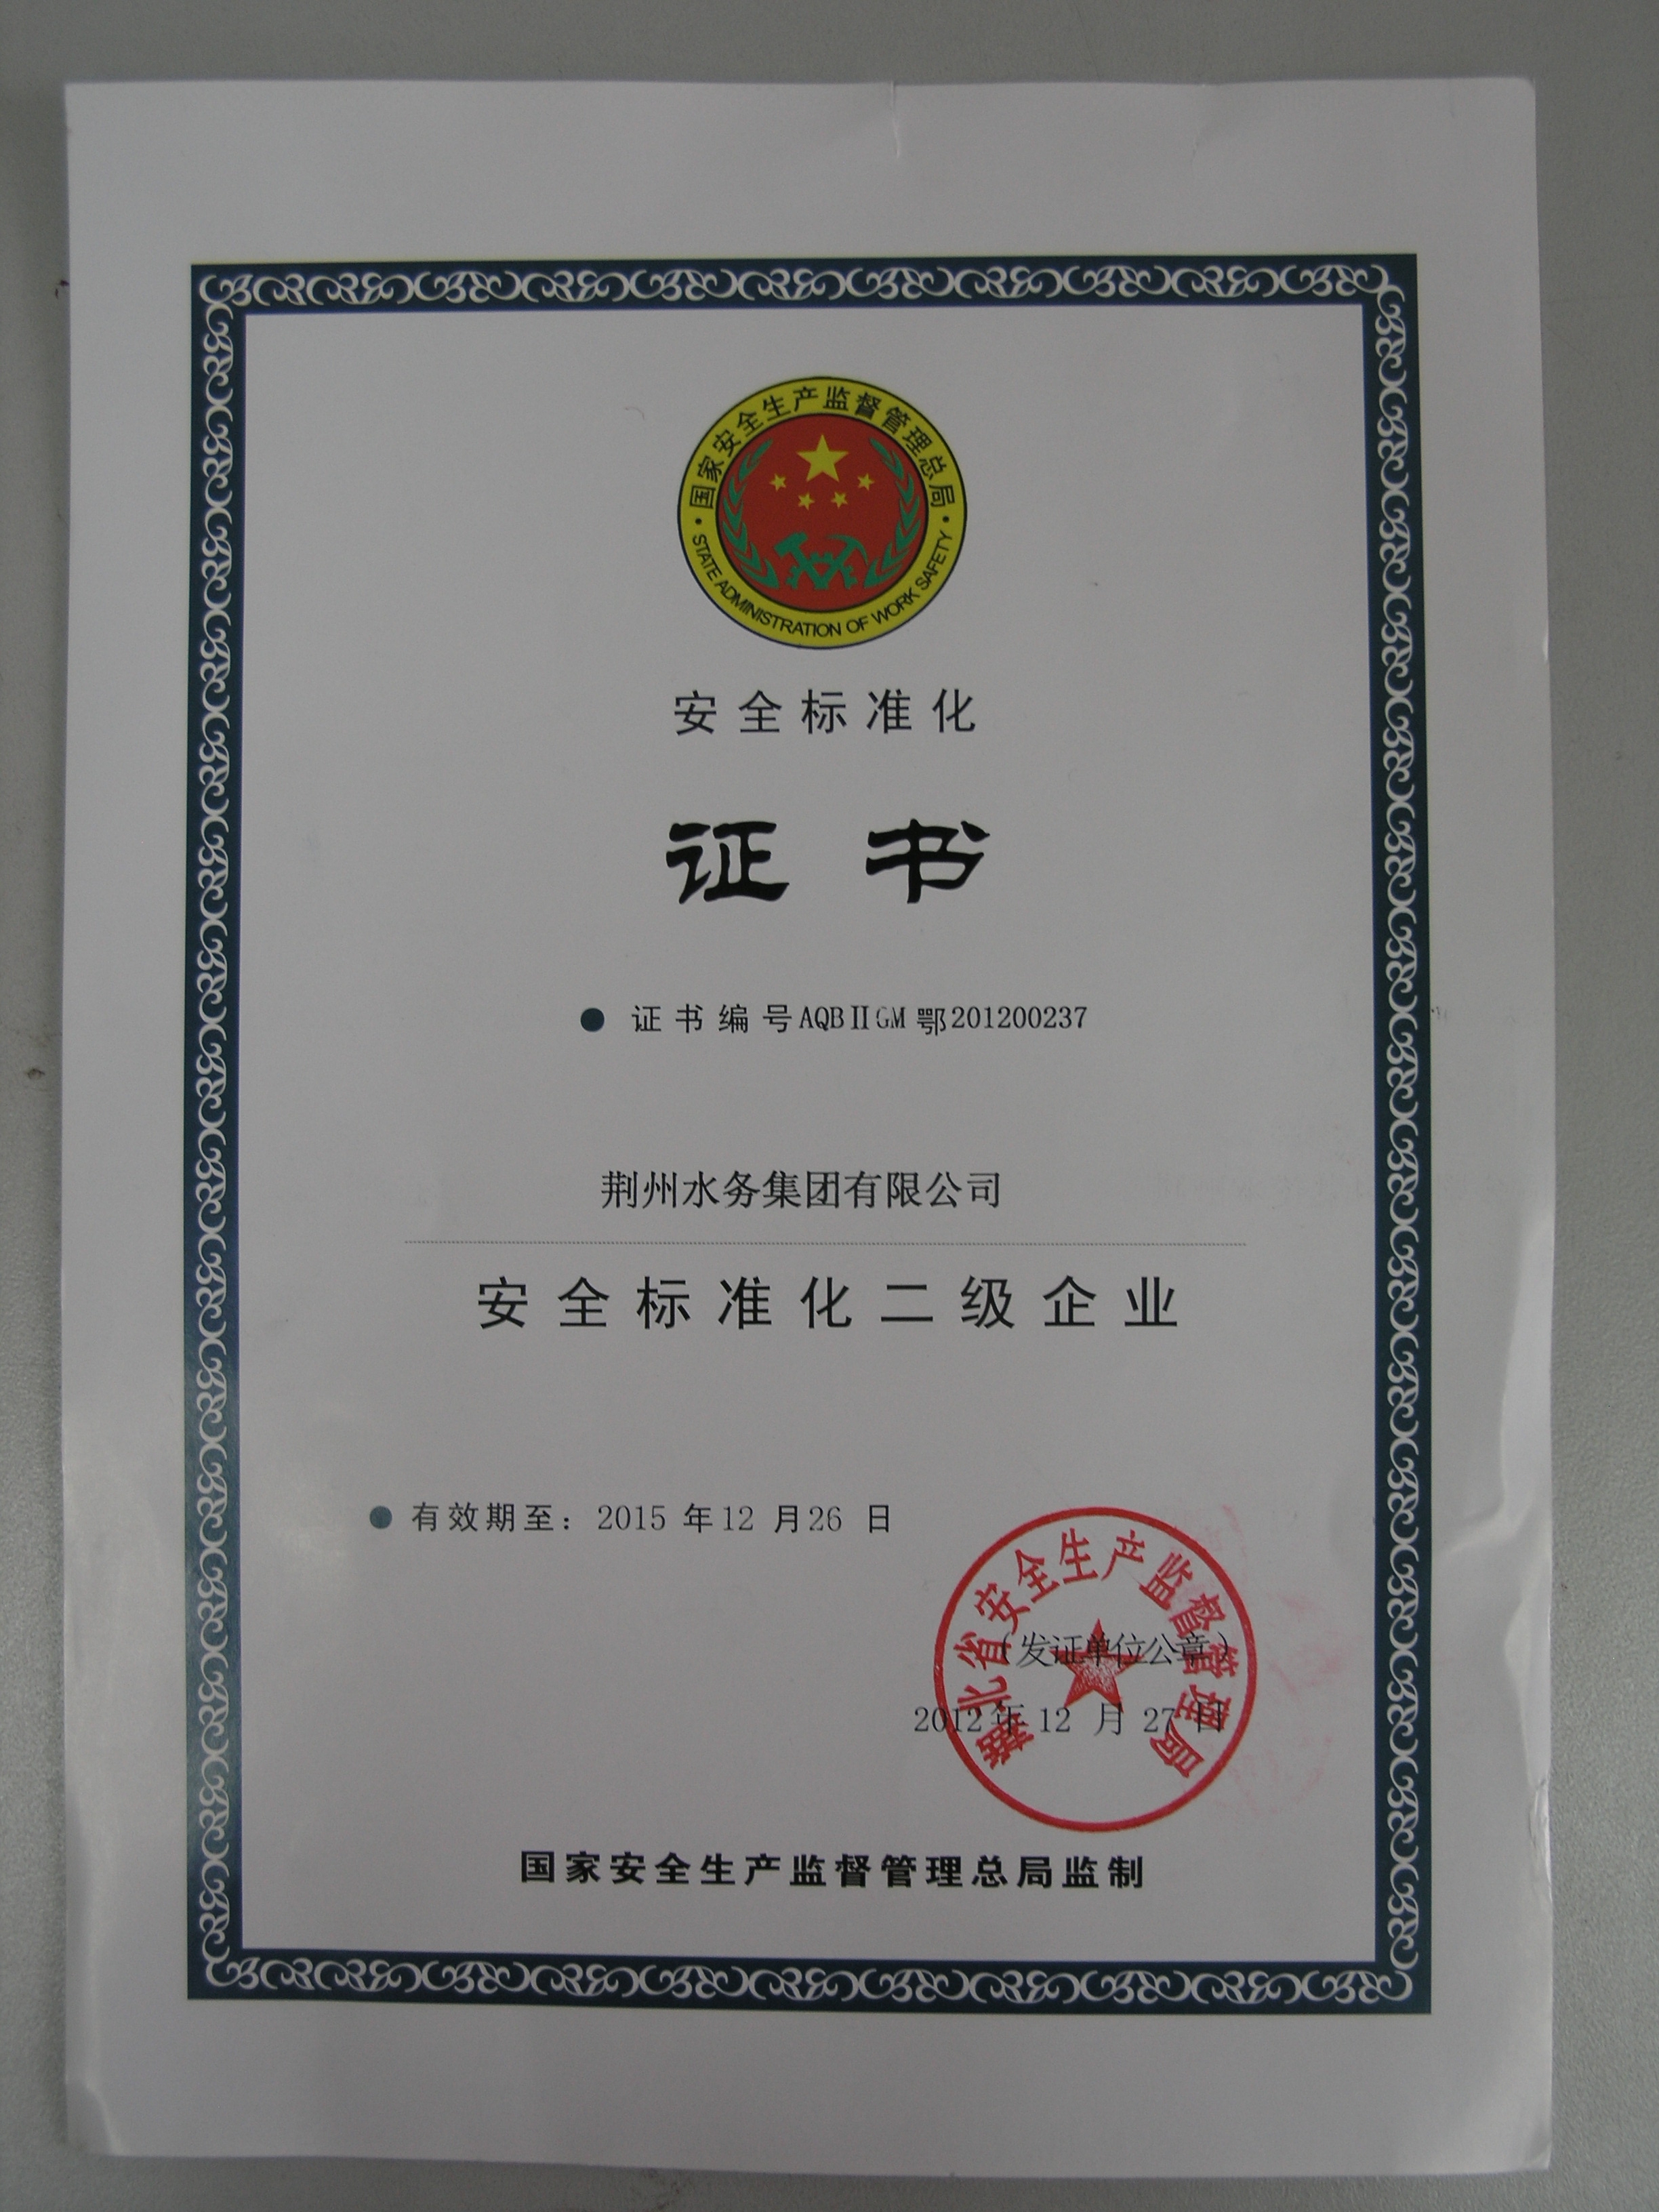 国家安全生产监督管理总局
STATE ADMINISTRATION OF WORK SAFETY
安全标准化
证书
证书编号AQBⅡGM鄂201200237
荆州水务集团有限公司
安全标准化二级企业
有效期至：2015 年12 月26 日
湖北省安全生产监督管理局
（发证单位公章）
2012年 12 月 27 日
国家安全生产监督管理总局监制